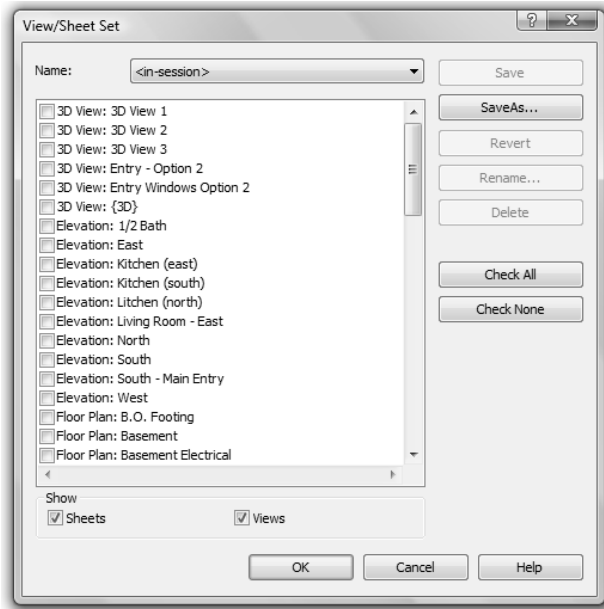 View/Sheet Set
Name:
<in-session>
Save
3D View: 3D View 1
SaveAs...
3D View: 3D View 2
3D View: 3D View 3
Revert
3D View: Entry - Option 2
Rename...
3D View: Entry Windows Option 2
3D View: {3D}
Delete
Elevation: 1/2 Bath
Elevation: East
Elevation: Kitchen (east)
Check All
Elevation: Kitchen (south)
Elevation: Litchen (north)
Check None
Elevation: Living Room - East
Elevation: North
Elevation: South
Elevation: South - Main Entry
Elevation: West
Floor Plan: B.O. Footing
Floor Plan: Basement
Floor Plan: Basement Electrical
Show
Sheets
Views
OK
Cancel
Help